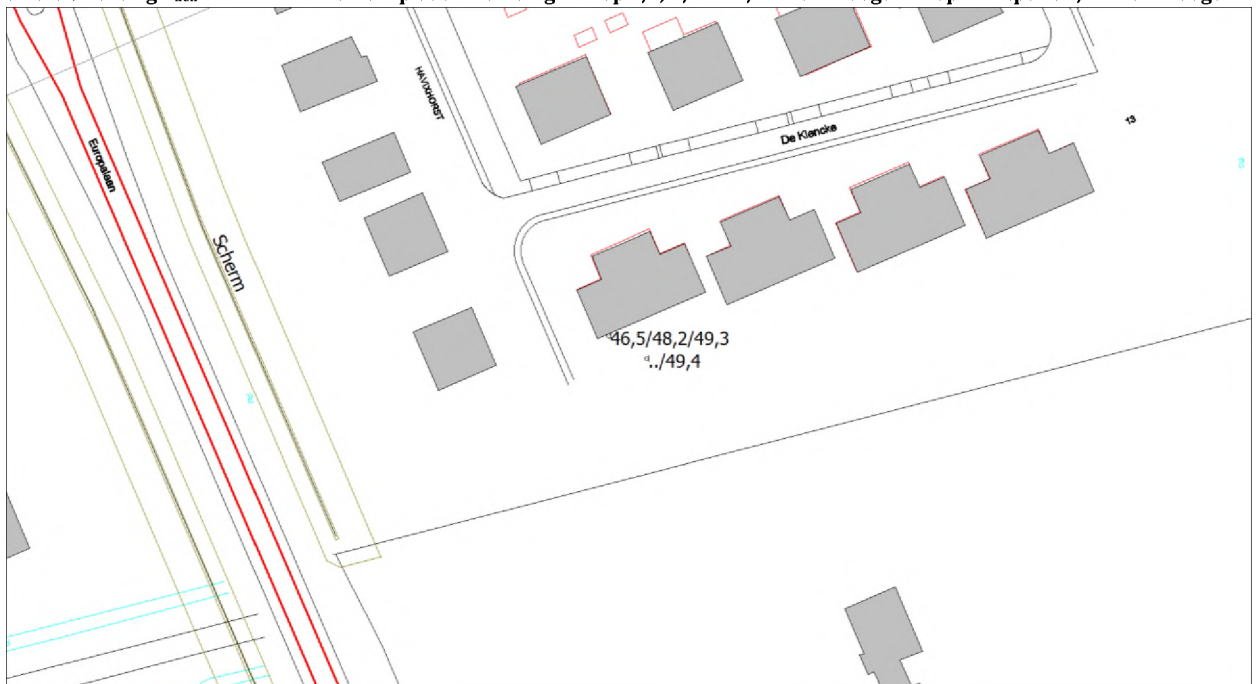 HAVIXHORST
De Klencke
13
Europalaan
Scherm
46,5/48,2/49,3
../49,4